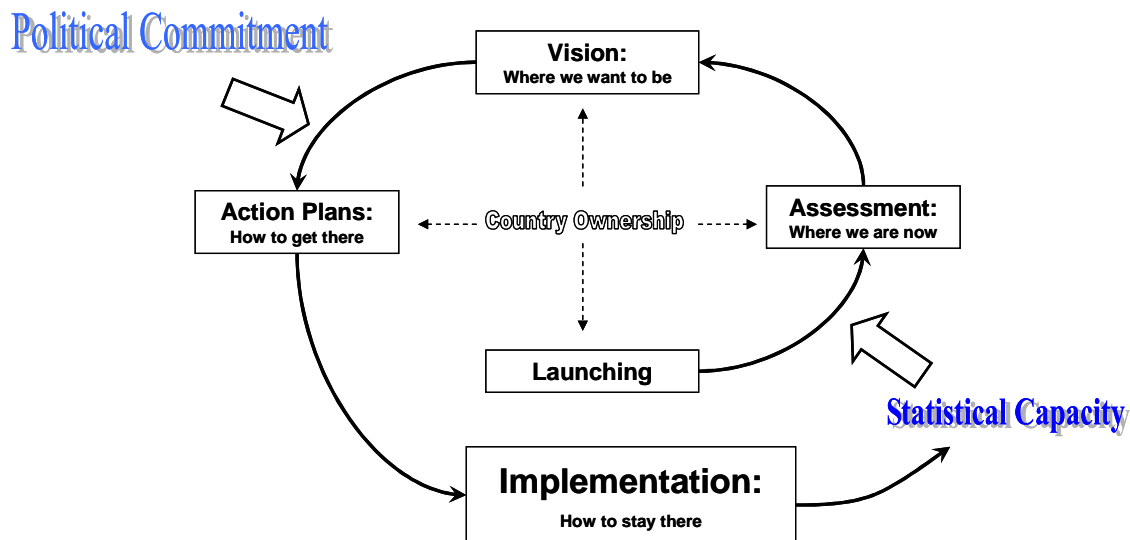 Political Commitment
Vision:
Where we want to be
Action Plans:
How to get there
Country Ownership
Assessment:
Where we are now
Launching
Statistical Capacity
Implementation:
How to stay there